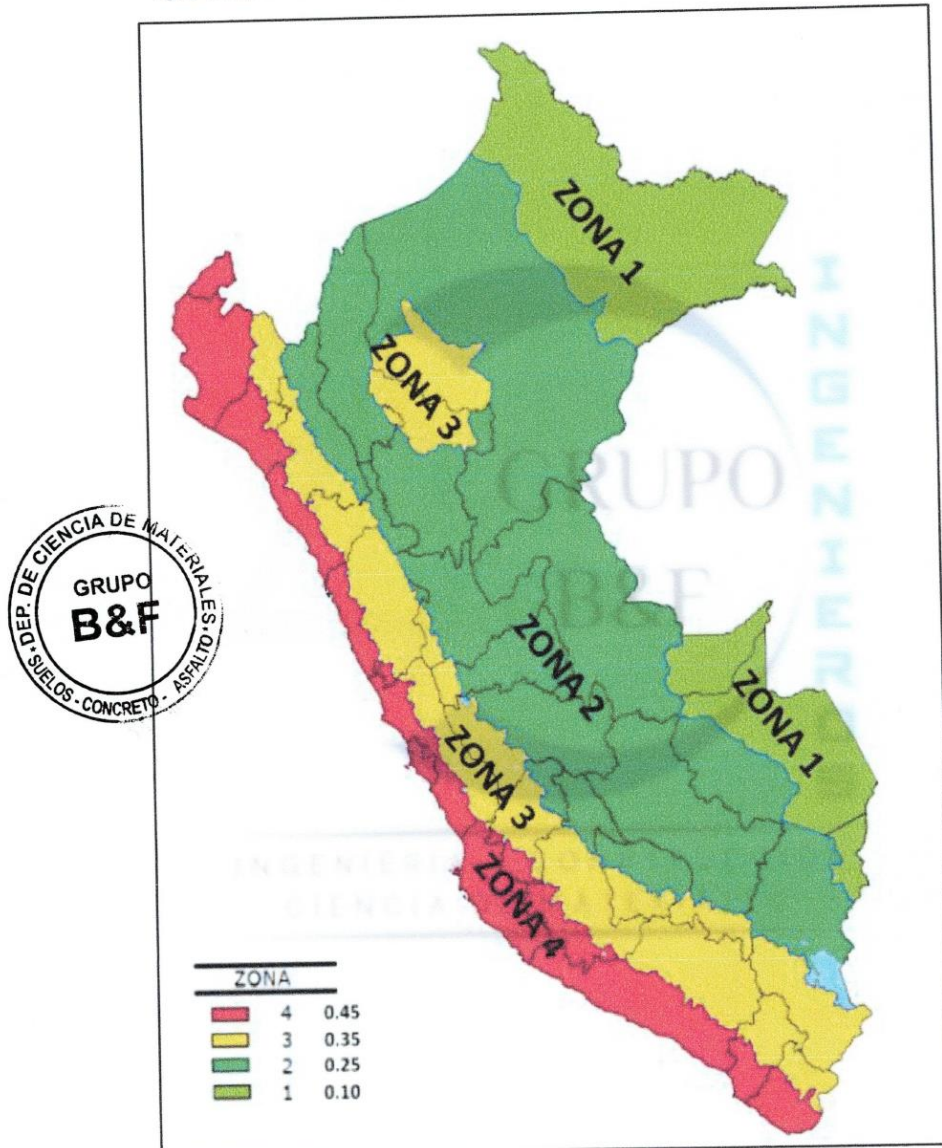 ZONA 1
ZONA 3
ZONA 2
ZONA 1
ZONA 3
ZONA 4
DEP. DE CIENCIA DE MATERIALES
GRUPO
B&F
* SUELOS - CONCRETO - ASFALTO *
GRUPO
B&F
ZONA
4 0.45
3 0.35
2 0.25
1 0.10